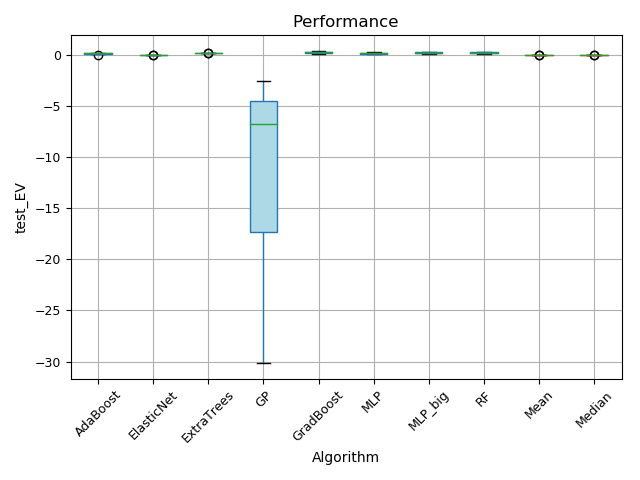 Performance
test_EV
0
−5
−10
−15
−20
−25
−30
AdaBoost
ElasticNet
ExtraTrees
GP
GradBoost
MLP
MLP_big
RF
Mean
Median
Algorithm